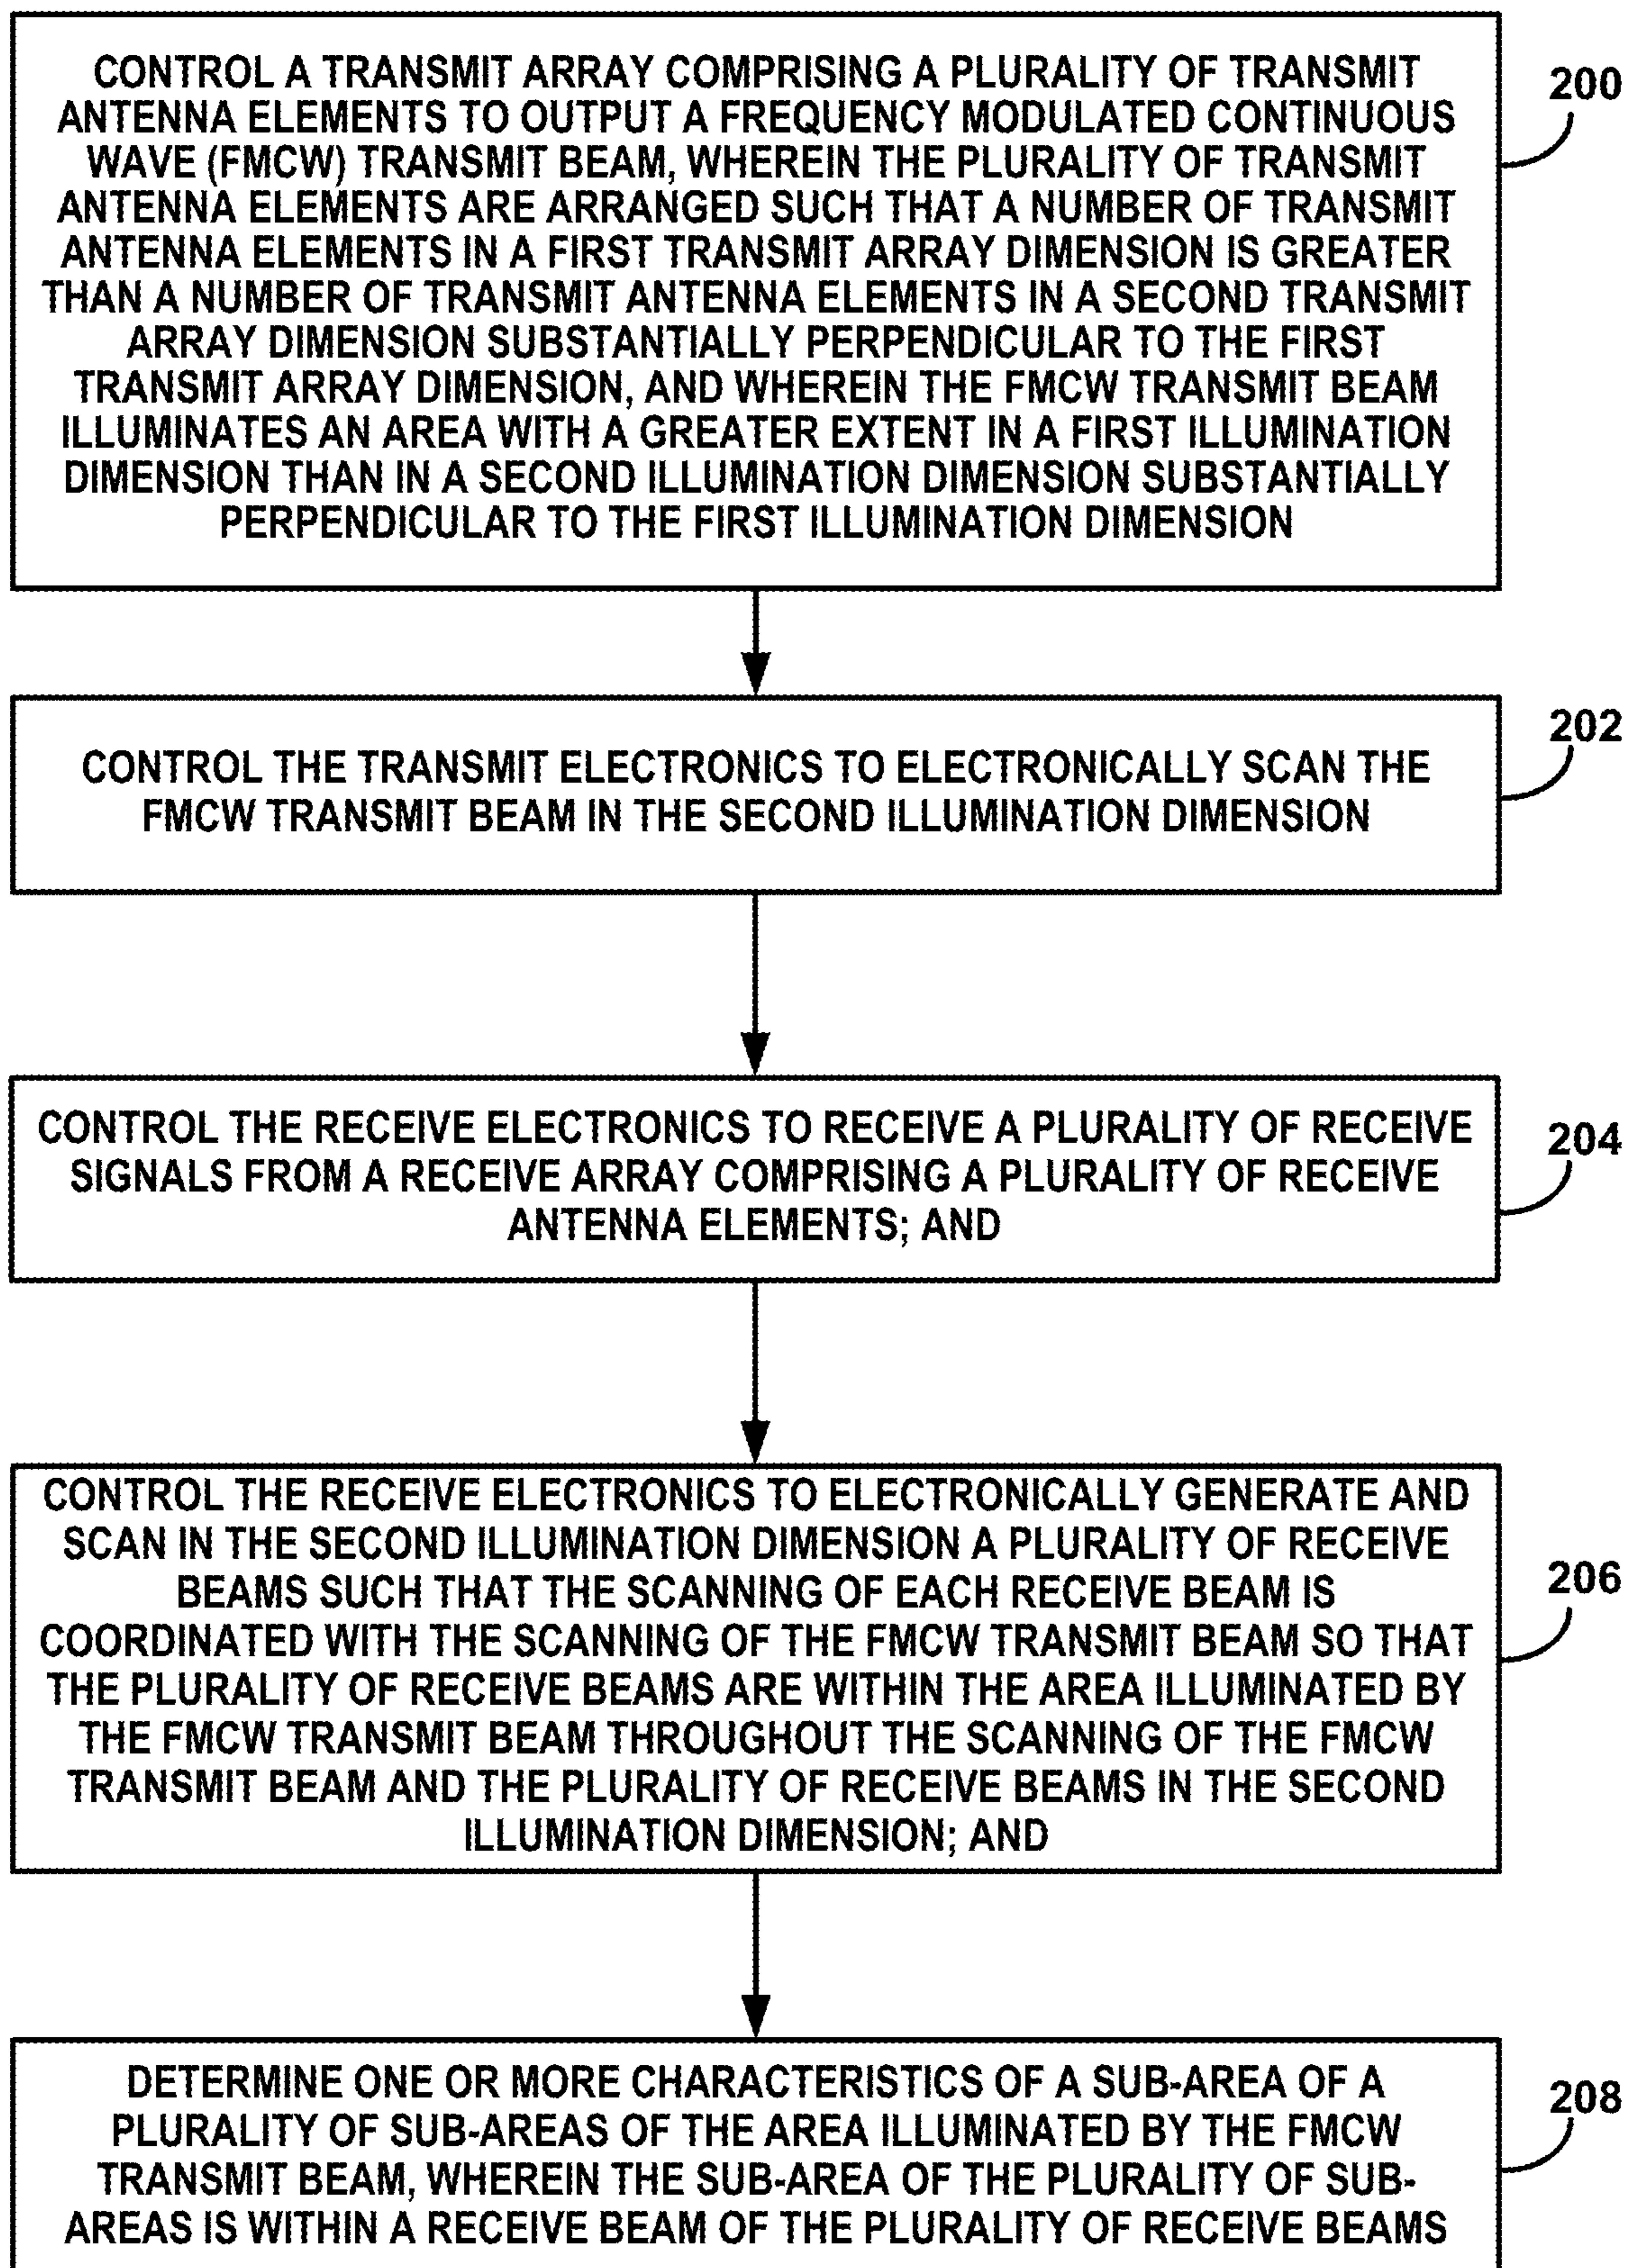 CONTROL A TRANSMIT ARRAY COMPRISING A PLURALITY OF TRANSMIT
ANTENNA ELEMENTS TO OUTPUT A FREQUENCY MODULATED CONTINUOUS
WAVE (FMCW) TRANSMIT BEAM, WHEREIN THE PLURALITY OF TRANSMIT
ANTENNA ELEMENTS ARE ARRANGED SUCH THAT A NUMBER OF TRANSMIT
ANTENNA ELEMENTS IN A FIRST TRANSMIT ARRAY DIMENSION IS GREATER
THAN A NUMBER OF TRANSMIT ANTENNA ELEMENTS IN A SECOND TRANSMIT
ARRAY DIMENSION SUBSTANTIALLY PERPENDICULAR TO THE FIRST
TRANSMIT ARRAY DIMENSION, AND WHEREIN THE FMCW TRANSMIT BEAM
ILLUMINATES AN AREA WITH A GREATER EXTENT IN A FIRST ILLUMINATION
DIMENSION THAN IN A SECOND ILLUMINATION DIMENSION SUBSTANTIALLY
PERPENDICULAR TO THE FIRST ILLUMINATION DIMENSION
200
CONTROL THE TRANSMIT ELECTRONICS TO ELECTRONICALLY SCAN THE
FMCW TRANSMIT BEAM IN THE SECOND ILLUMINATION DIMENSION
202
CONTROL THE RECEIVE ELECTRONICS TO RECEIVE A PLURALITY OF RECEIVE
SIGNALS FROM A RECEIVE ARRAY COMPRISING A PLURALITY OF RECEIVE
ANTENNA ELEMENTS; AND
204
CONTROL THE RECEIVE ELECTRONICS TO ELECTRONICALLY GENERATE AND
SCAN IN THE SECOND ILLUMINATION DIMENSION A PLURALITY OF RECEIVE
BEAMS SUCH THAT THE SCANNING OF EACH RECEIVE BEAM IS
COORDINATED WITH THE SCANNING OF THE FMCW TRANSMIT BEAM SO THAT
THE PLURALITY OF RECEIVE BEAMS ARE WITHIN THE AREA ILLUMINATED BY
THE FMCW TRANSMIT BEAM THROUGHOUT THE SCANNING OF THE FMCW
TRANSMIT BEAM AND THE PLURALITY OF RECEIVE BEAMS IN THE SECOND
ILLUMINATION DIMENSION; AND
206
DETERMINE ONE OR MORE CHARACTERISTICS OF A SUB-AREA OF A
PLURALITY OF SUB-AREAS OF THE AREA ILLUMINATED BY THE FMCW
TRANSMIT BEAM, WHEREIN THE SUB-AREA OF THE PLURALITY OF SUB-
AREAS IS WITHIN A RECEIVE BEAM OF THE PLURALITY OF RECEIVE BEAMS
208